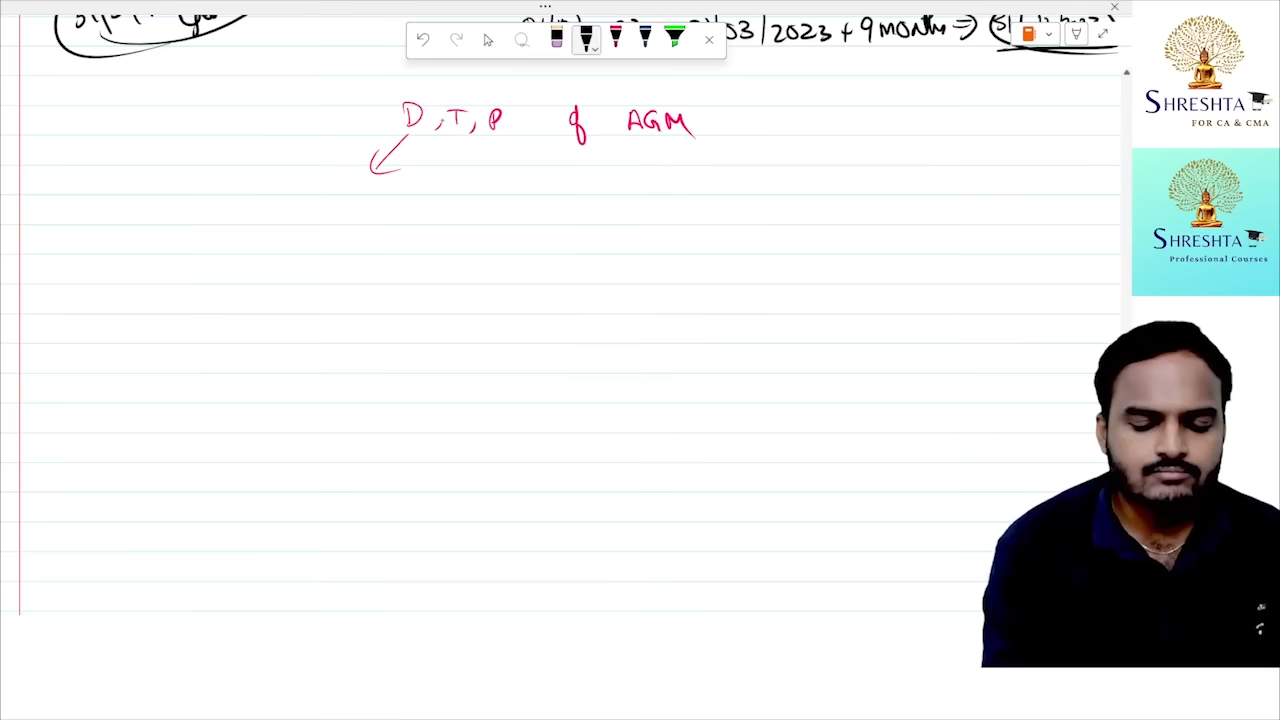 03/2023 + 9 months ⇒
D, T, P of AGM
SHRESHTA
FOR CA & CMA
SHRESHTA
Professional Courses